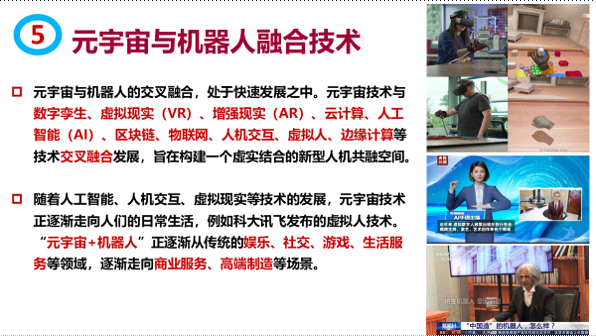 5
元宇宙与机器人融合技术
元宇宙与机器人的交叉融合，处于快速发展之中。元宇宙技术与
数字孪生、虚拟现实（VR）、增强现实（AR）、云计算、人工
智能（AI）、区块链、物联网、人机交互、虚拟人、边缘计算等
技术交叉融合发展，旨在构建一个虚实结合的新型人机共融空间。
随着人工智能、人机交互、虚拟现实等技术的发展，元宇宙技术
正逐渐走向人们的日常生活，例如科大讯飞发布的虚拟人技术。
“元宇宙+机器人”正逐渐从传统的娱乐、社交、游戏、生活服
务等领域，逐渐走向商业服务、高端制造等场景。
AI手语主播
“中国造”的机器人，怎么样？